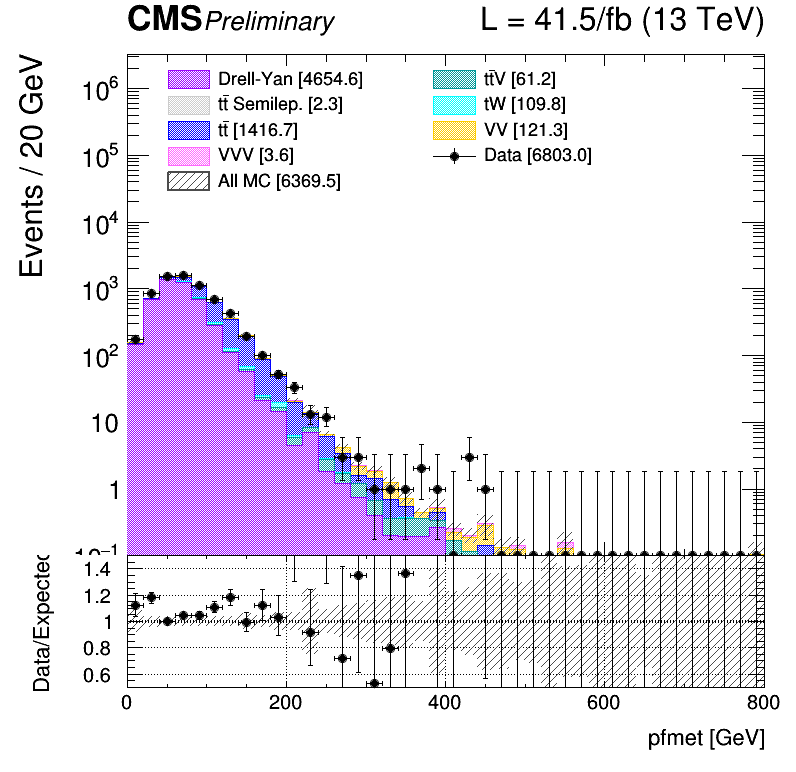 CMS Preliminary L = 41.5/fb (13 TeV)
Events / 20 GeV
Drell-Yan [4654.6]
tt̄ Semilep. [2.3]
tt̄ [1416.7]
VVV [3.6]
All MC [6369.5]
tt̄V [61.2]
tW [109.8]
VV [121.3]
Data [6803.0]
10⁶
10⁵
10⁴
10³
10²
10
1
10⁻¹
Data/Expected
1.4
1.2
1
0.8
0.6
0 200 400 600 800
pfmet [GeV]